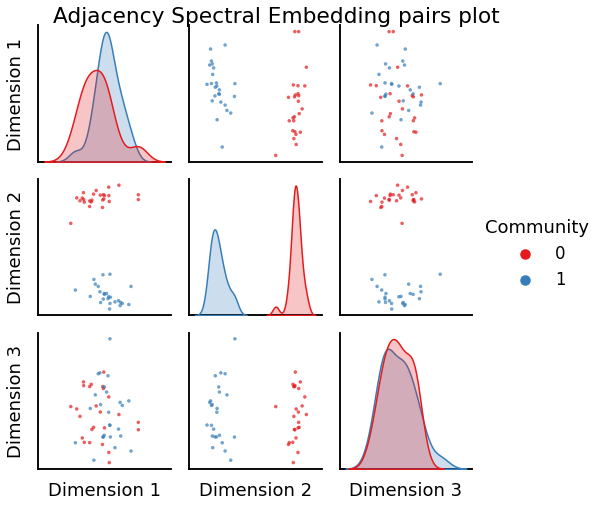 Adjacency Spectral Embedding pairs plot
Dimension 1
Dimension 2
Dimension 3
Community
0
1
Dimension 1
Dimension 2
Dimension 3